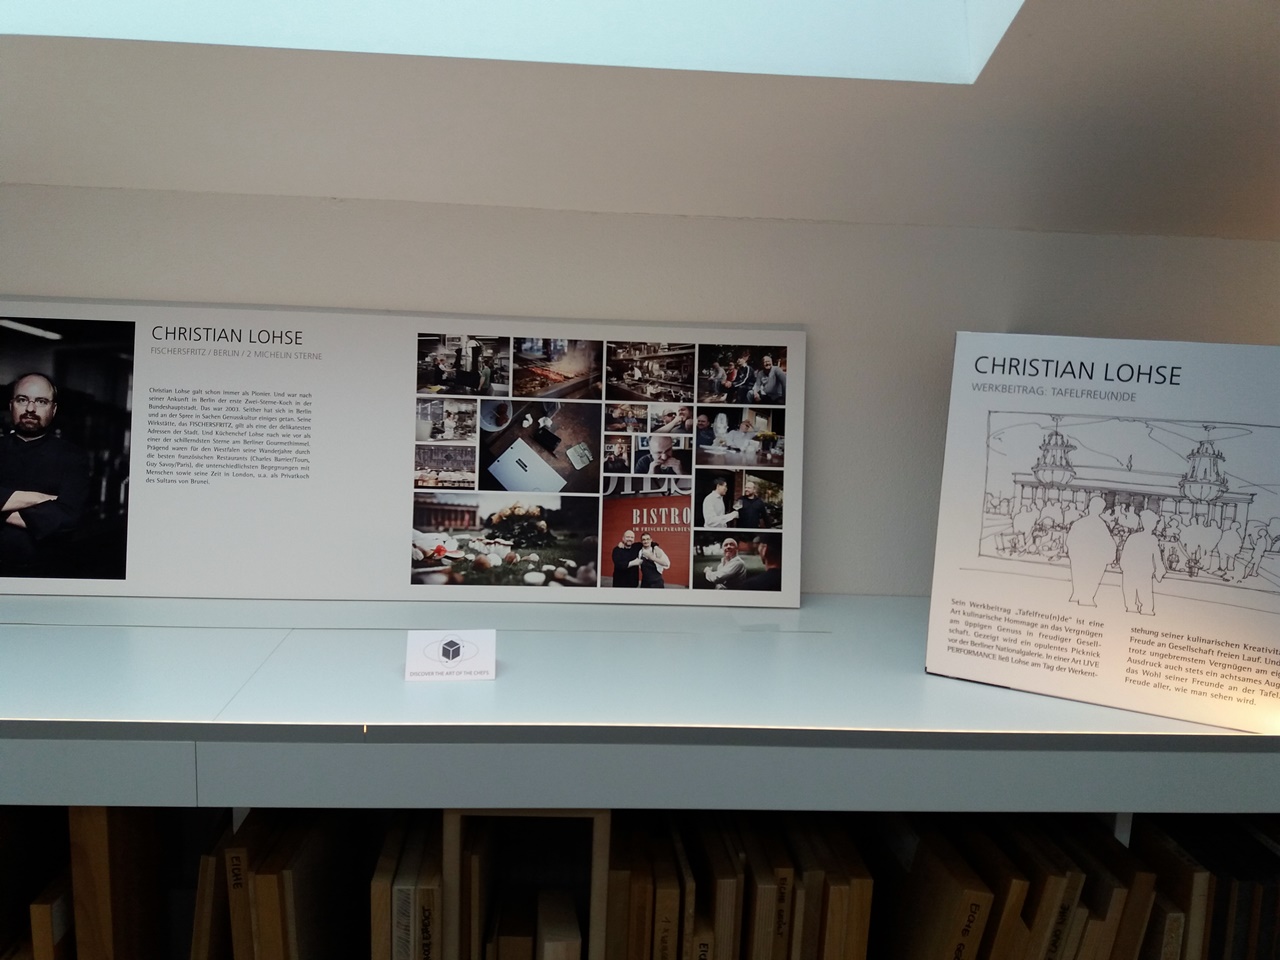 CHRISTIAN LOHSE
FISCHERSFRITZ / BERLIN / 2 MICHELIN STERNE
Christian Lohse galt schon immer als Pionier. Und war nach
seiner Ankunft in Berlin der erste Zwei-Sterne-Koch in der
Bundeshauptstadt. Das war 2003. Seither hat sich in Berlin
und an der Spree in Sachen Genusskultur einiges getan. Seine
Wirkstätte, das FISCHERSFRITZ, gilt als eine der delikatesten
Adressen der Stadt. Und Küchenchef Lohse nach wie vor als
einer der schillerndsten Sterne am Berliner Gourmethimmel.
Prägend waren für den Westfalen seine Wanderjahre durch
die besten französischen Restaurants (Charles Barrier/Tours,
Guy Savoy/Paris), die unterschiedlichsten Begegnungen mit
Menschen sowie seine Zeit in London, u.a. als Privatkoch
des Sultans von Brunei.
BISTRO
IM FRISCHEPARADIES
DISCOVER THE ART OF THE CHEFS
CHRISTIAN LOHSE
WERKBEITRAG: TAFELFREU(N)DE
Sein Werkbeitrag „Tafelfreu(n)de" ist eine
Art kulinarische Hommage an das Vergnügen
am üppigen Genuss in freudiger Gesell-
schaft. Gezeigt wird ein opulentes Picknick
vor der Berliner Nationalgalerie. In einer Art LIVE
PERFORMANCE ließ Lohse am Tag der Werkent-
stehung seiner kulinarischen Kreativitä
Freude an Gesellschaft freien Lauf. Und
trotz ungebremstem Vergnügen am eig
Ausdruck auch stets ein achtsames Aug
das Wohl seiner Freunde an der Tafel.
Freude aller, wie man sehen wird.
EICHE
EICHE